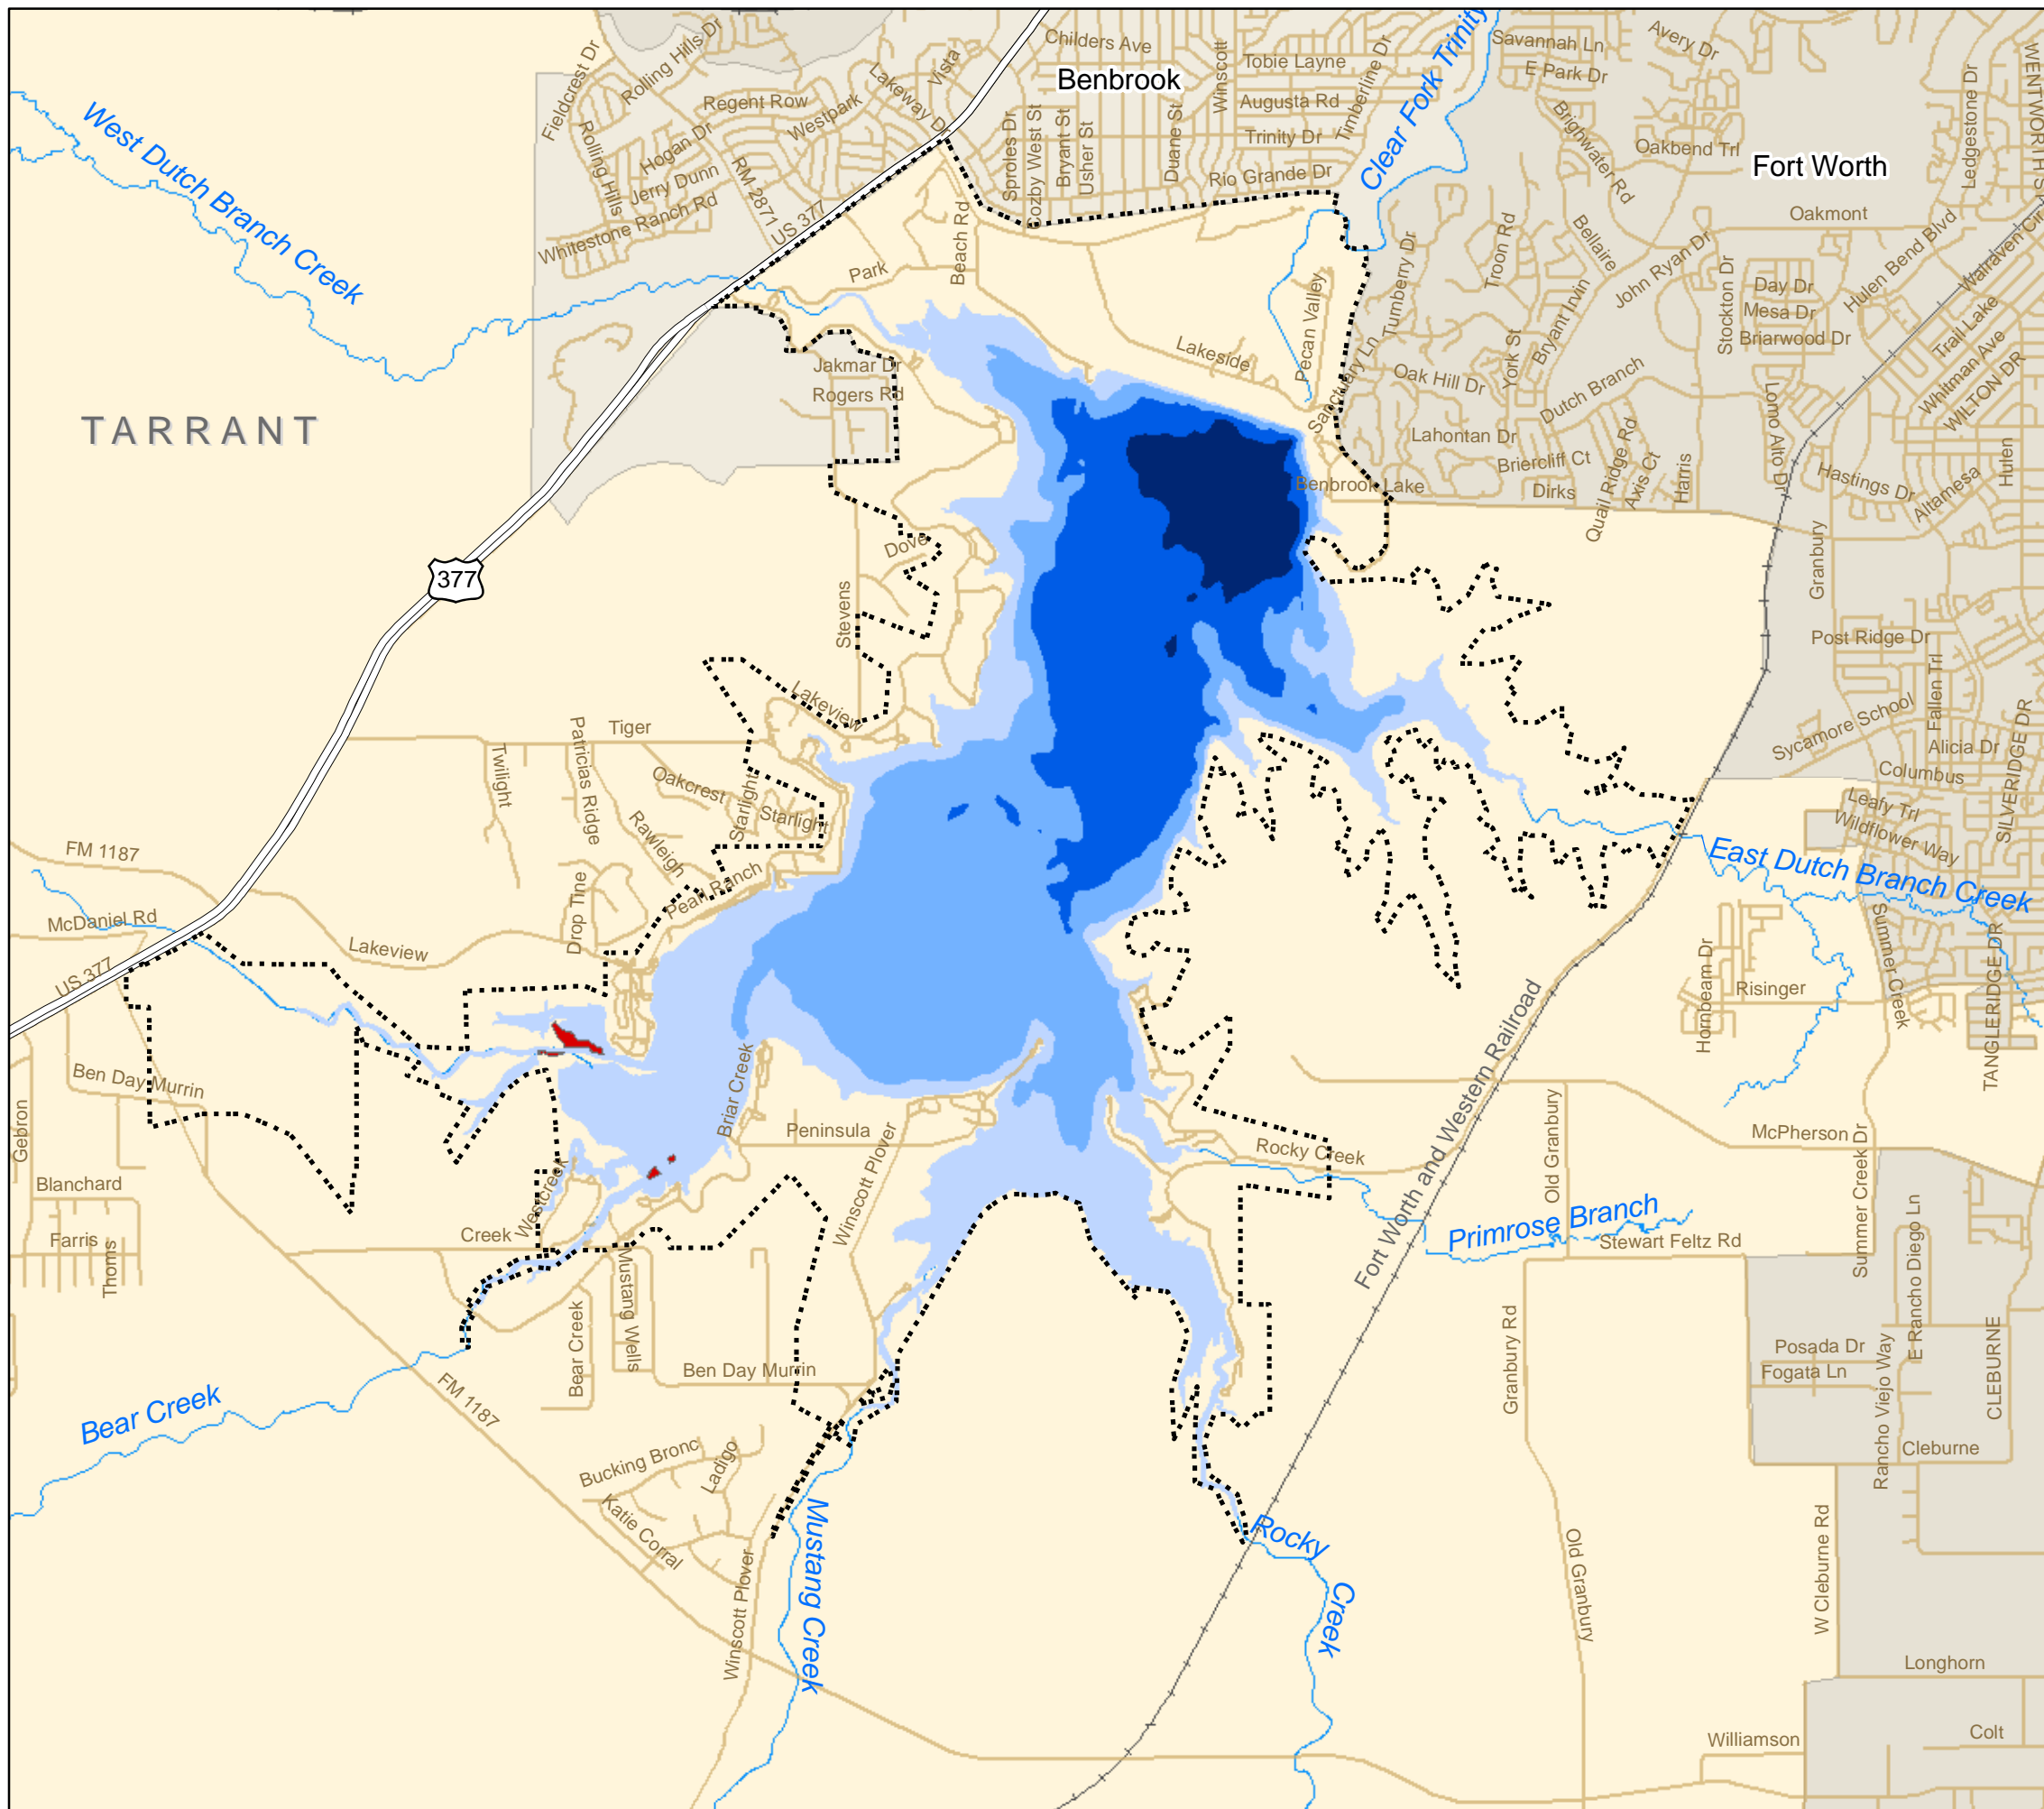 Savannah Ln
Avery Dr
Childers Ave
Winscott
Tobie Layne
Timberline Dr
E Park Dr
Fieldcrest Dr
Rolling Hills Dr
Vista
Lakeway Dr
Benbrook
Clear Fork Trinity
Ledgestone Dr
West Dutch Branch Creek
Regent Row
Westpark
Augusta Rd
Brighwater Rd
Rolling Hills
Hogan Dr
Sproles Dr
Cozby West St
Bryant St
Usher St
Duane St
Trinity Dr
Oakbend Trl
Fort Worth
Jerry Dunn
RM 2871
Rio Grande Dr
Whitestone Ranch Rd
US 377
Oakmont
Beach Rd
Park
Troon Rd
Bellaire
John Ryan Dr
Hulen Bend Blvd
Walraven Cir
Turnberry Dr
Pecan Valley
Stockton Dr
Day Dr
Mesa Dr
Briarwood Dr
Trail Lake
Whitman Ave
WILTON DR
Lakeside
York St
Bryant Irvin
Jakmar Dr
Rogers Rd
Sanctuary Ln
Oak Hill Dr
Dutch Branch
Lomo Alto Dr
TARRANT
Lahontan Dr
Briercliff Ct
Quail Ridge Rd
Axis Ct
Harris
Hulen
Benbrook Lake
Dirks
Hastings Dr
Altamesa
Dove
377
Granbury
Stevens
Post Ridge Dr
Fallen Trl
Lakeview
Tiger
Sycamore School
Alicia Dr
SILVERIDGE DR
Twilight
Patricias Ridge
Oakcrest
Starlight
Starlight
Columbus
Leafy Trl
Wildflower Way
Rawleigh
FM 1187
East Dutch Branch Creek
Pearl Ranch
Drop Tine
McDaniel Rd
Lakeview
Summer Creek
TANGLERIDGE DR
US 377
Hornbeam Dr
Risinger
Fort Worth and Western Railroad
Ben Day Murrin
Gebron
Briar Creek
Peninsula
Winscott Plover
Old Granbury
McPherson
Rocky Creek
Summer Creek Dr
Blanchard
Westcreek
Creek
Farris
Thoms
Primrose Branch
Stewart Feltz Rd
E Rancho Diego Ln
Bear Creek
Mustang Wells
Granbury Rd
Ben Day Murrin
Posada Dr
Fogata Ln
Rancho Viejo Way
CLEBURNE
Bear Creek
FM 1187
Cleburne
Bucking Bronc
Ladigo
Katie Corral
Mustang Creek
Rocky
Creek
Winscott Plover
Old Granbury
W Cleburne Rd
Longhorn
Williamson
Colt